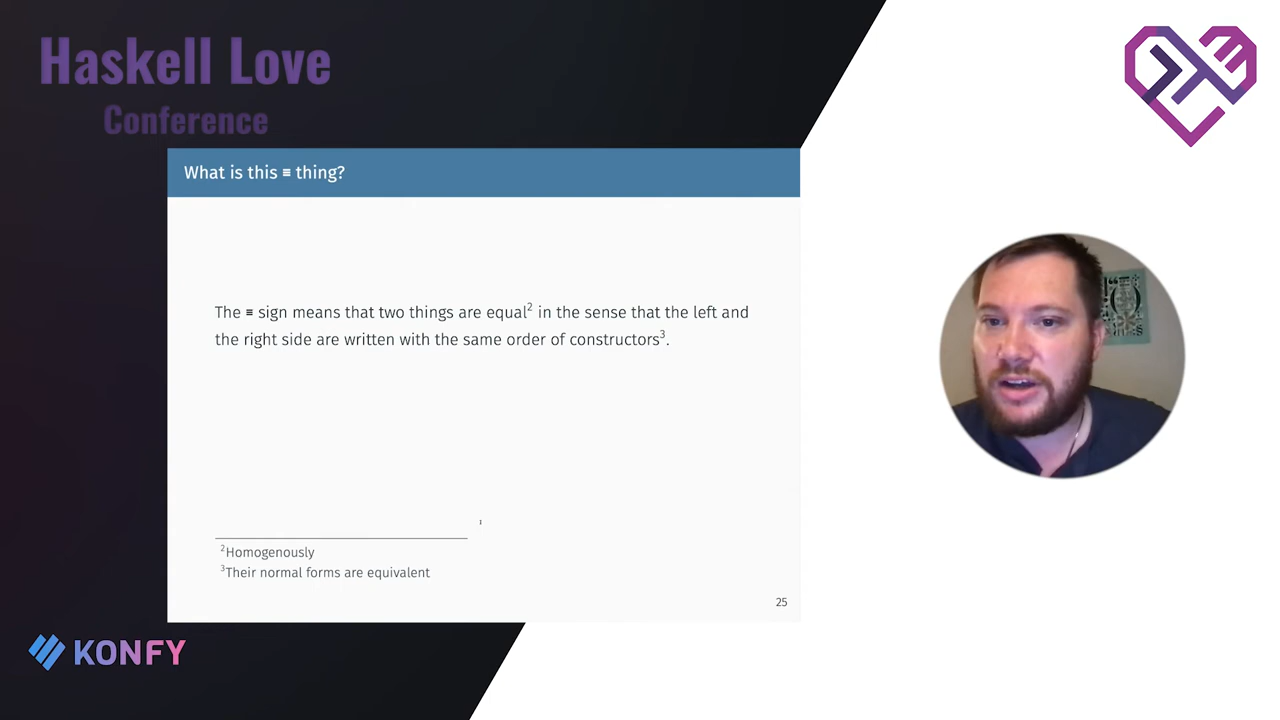 Haskell Love
Conference
What is this ≡ thing?
The ≡ sign means that two things are equal² in the sense that the left and
the right side are written with the same order of constructors³.
³
²Homogenously
³Their normal forms are equivalent
25
KONFY